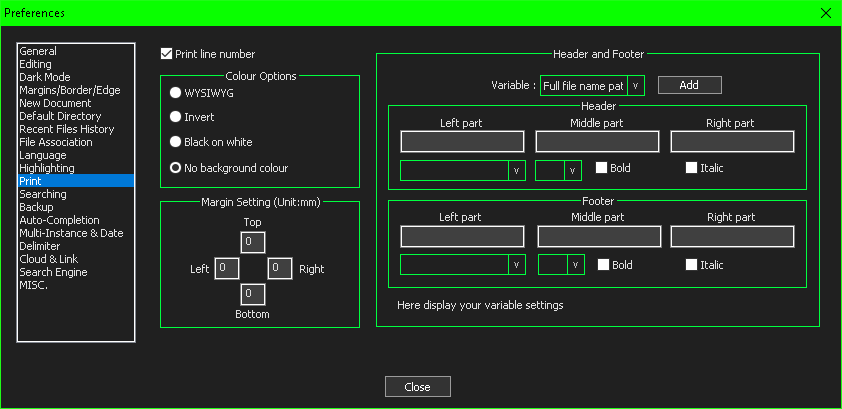 Preferences
General
Editing
Dark Mode
Margins/Border/Edge
New Document
Default Directory
Recent Files History
File Association
Language
Highlighting
Print
Searching
Backup
Auto-Completion
Multi-Instance & Date
Delimiter
Cloud & Link
Search Engine
MISC.
Print line number
Colour Options
WYSIWYG
Invert
Black on white
No background colour
Margin Setting (Unit:mm)
Top
0
Left 0 0 Right
0
Bottom
Header and Footer
Variable : Full file name pat v Add
Header
Left part Middle part Right part
v v Bold Italic
Footer
Left part Middle part Right part
v v Bold Italic
Here display your variable settings
Close